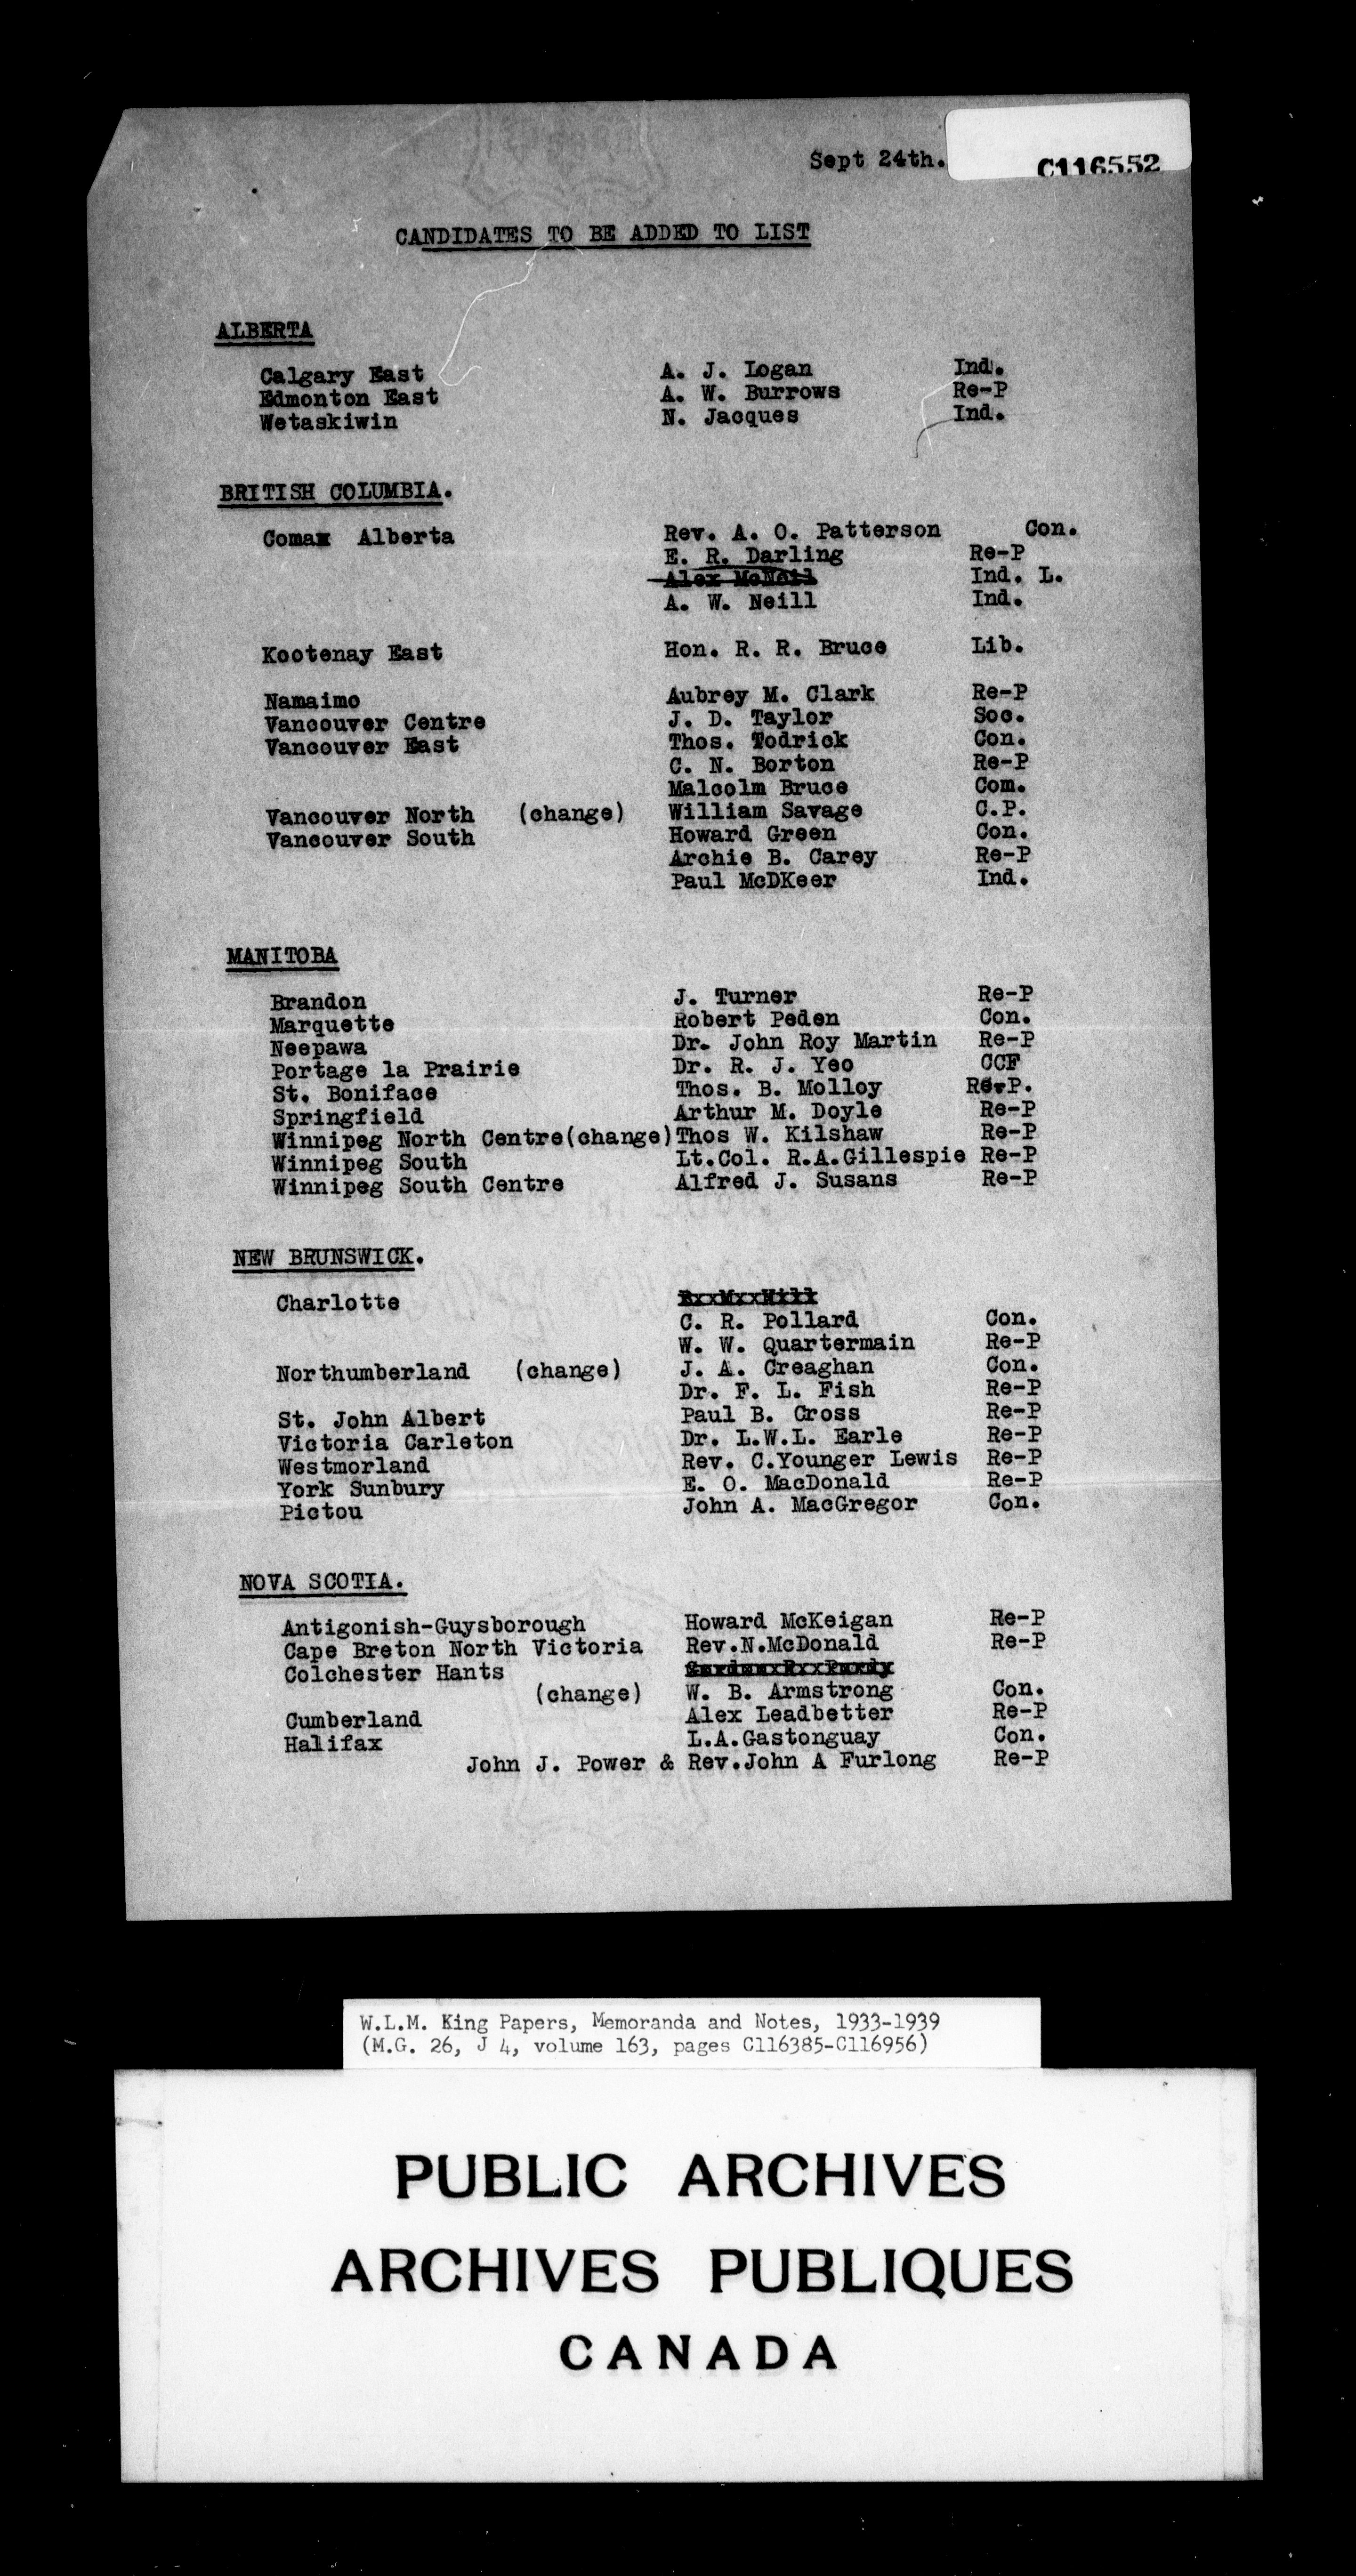 Sept 24th.
C116552
CANDIDATES TO BE ADDED TO LIST
ALBERTA
Calgary East A. J. Logan Ind.
Edmonton East A. W. Burrows Re-P
Wetaskiwin N. Jacques Ind.
BRITISH COLUMBIA.
Comax Alberta Rev. A. O. Patterson Con.
E. R. Darling Re-P
Alex McNeil Ind. L.
A. W. Neill Ind.
Kootenay East Hon. R. R. Bruce Lib.
Namaimo Aubrey M. Clark Re-P
Vancouver Centre J. D. Taylor Soc.
Vancouver East Thos. Todrick Con.
C. N. Borton Re-P
Malcolm Bruce Com.
Vancouver North (change) William Savage C.P.
Vancouver South Howard Green Con.
Archie B. Carey Re-P
Paul McDKeer Ind.
MANITOBA
Brandon J. Turner Re-P
Marquette Robert Peden Con.
Neepawa Dr. John Roy Martin Re-P
Portage la Prairie Dr. R. J. Yeo CCF
St. Boniface Thos. B. Molloy Re-P.
Springfield Arthur M. Doyle Re-P
Winnipeg North Centre(change)Thos W. Kilshaw Re-P
Winnipeg South Lt.Col. R.A.Gillespie Re-P
Winnipeg South Centre Alfred J. Susans Re-P
NEW BRUNSWICK.
Charlotte
C. R. Pollard Con.
W. W. Quartermain Re-P
Northumberland (change) J. A. Creaghan Con.
Dr. F. L. Fish Re-P
St. John Albert Paul B. Cross Re-P
Victoria Carleton Dr. L.W.L. Earle Re-P
Westmorland Rev. C.Younger Lewis Re-P
York Sunbury E. O. MacDonald Re-P
Pictou John A. MacGregor Con.
NOVA SCOTIA.
Antigonish-Guysborough Howard McKeigan Re-P
Cape Breton North Victoria Rev.N.McDonald Re-P
Colchester Hants
(change) W. B. Armstrong Con.
Cumberland Alex Leadbetter Re-P
Halifax L.A.Gastonguay Con.
John J. Power & Rev.John A Furlong Re-P
W.L.M. King Papers, Memoranda and Notes, 1933-1939
(M.G. 26, J 4, volume 163, pages C116385-C116956)
PUBLIC ARCHIVES
ARCHIVES PUBLIQUES
CANADA